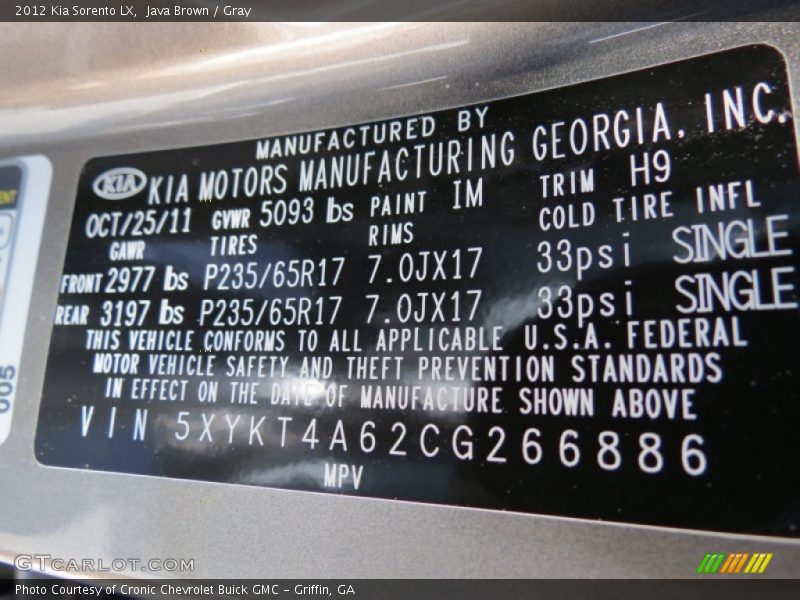 2012 Kia Sorento LX,  Java Brown / Gray
MANUFACTURED BY
KIA KIA MOTORS MANUFACTURING GEORGIA, INC.
OCT/25/11 GVWR 5093 lbs PAINT IM TRIM H9
GAWR TIRES RIMS COLD TIRE INFL
FRONT 2977 lbs P235/65R17 7.0JX17 33psi SINGLE
REAR 3197 lbs P235/65R17 7.0JX17 33psi SINGLE
THIS VEHICLE CONFORMS TO ALL APPLICABLE U.S.A. FEDERAL
MOTOR VEHICLE SAFETY AND THEFT PREVENTION STANDARDS
IN EFFECT ON THE DATE OF MANUFACTURE SHOWN ABOVE
VIN 5XYKT4A62CG266886
MPV
005
GTCARLOT.COM
Photo Courtesy of Cronic Chevrolet Buick GMC - Griffin, GA